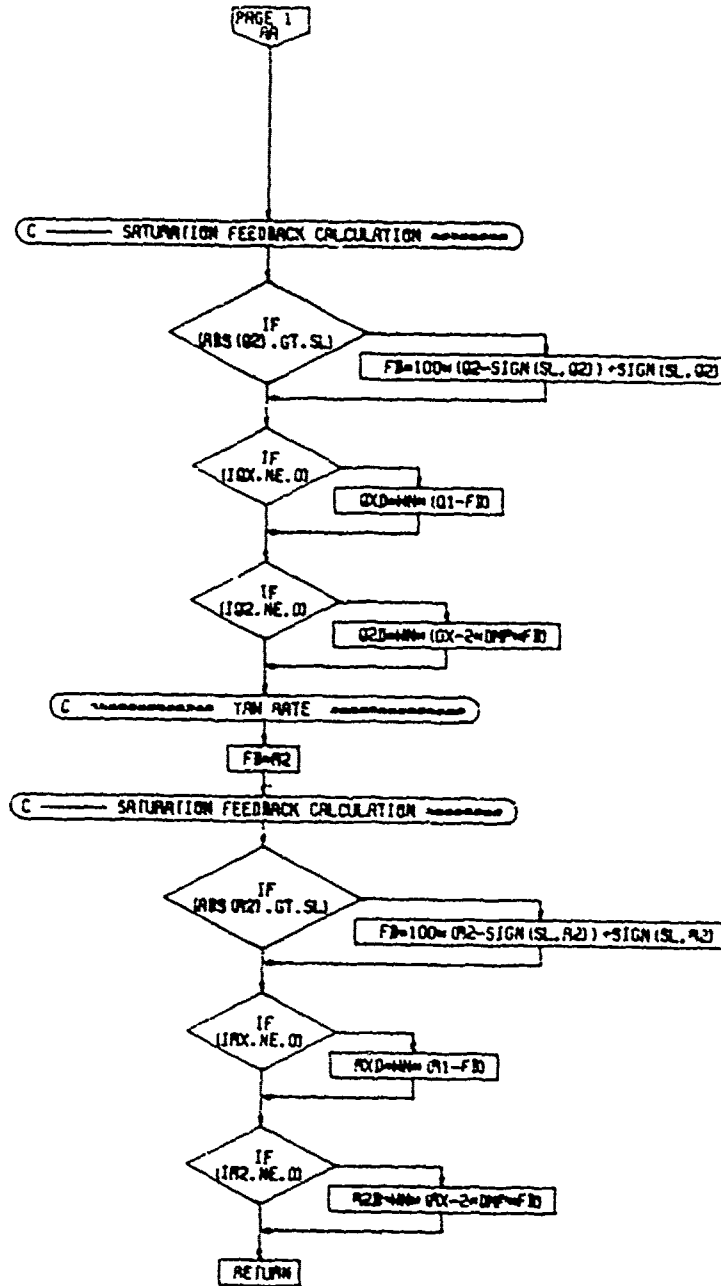 PAGE 1
AA
C ——— SATURATION FEEDBACK CALCULATION
IF
(ABS(Q2).GT.SL)
FB=100*(Q2-SIGN(SL,Q2))+SIGN(SL,Q2)
IF
(IQX.NE.0)
QXD=WN*(Q1-FB)
IF
(IQ2.NE.0)
Q2D=WN*(QX-2*DMP*FB)
C YAW RATE
FB=R2
C ——— SATURATION FEEDBACK CALCULATION
IF
(ABS(R2).GT.SL)
FB=100*(R2-SIGN(SL,R2))+SIGN(SL,R2)
IF
(IRX.NE.0)
RXD=WN*(R1-FB)
IF
(IR2.NE.0)
R2D=WN*(RX-2*DMP*FB)
RETURN